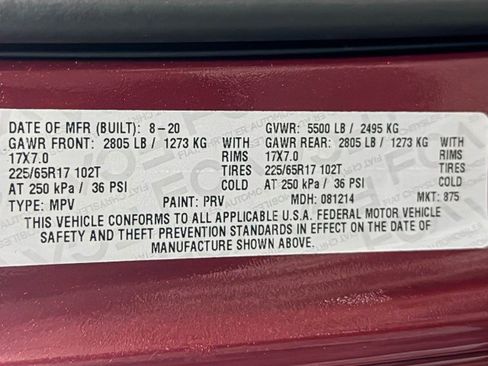 DATE OF MFR (BUILT): 8-20 GVWR: 5500 LB / 2495 KG
GAWR FRONT: 2805 LB / 1273 KG WITH GAWR REAR: 2805 LB / 1273 KG WITH
17X7.0 RIMS 17X7.0 RIMS
225/65R17 102T TIRES 225/65R17 102T TIRES
AT 250 kPa / 36 PSI COLD AT 250 kPa / 36 PSI COLD
TYPE: MPV PAINT: PRV MDH: 081214 MKT: 875
THIS VEHICLE CONFORMS TO ALL APPLICABLE U.S.A. FEDERAL MOTOR VEHICLE
SAFETY AND THEFT PREVENTION STANDARDS IN EFFECT ON THE DATE OF
MANUFACTURE SHOWN ABOVE.